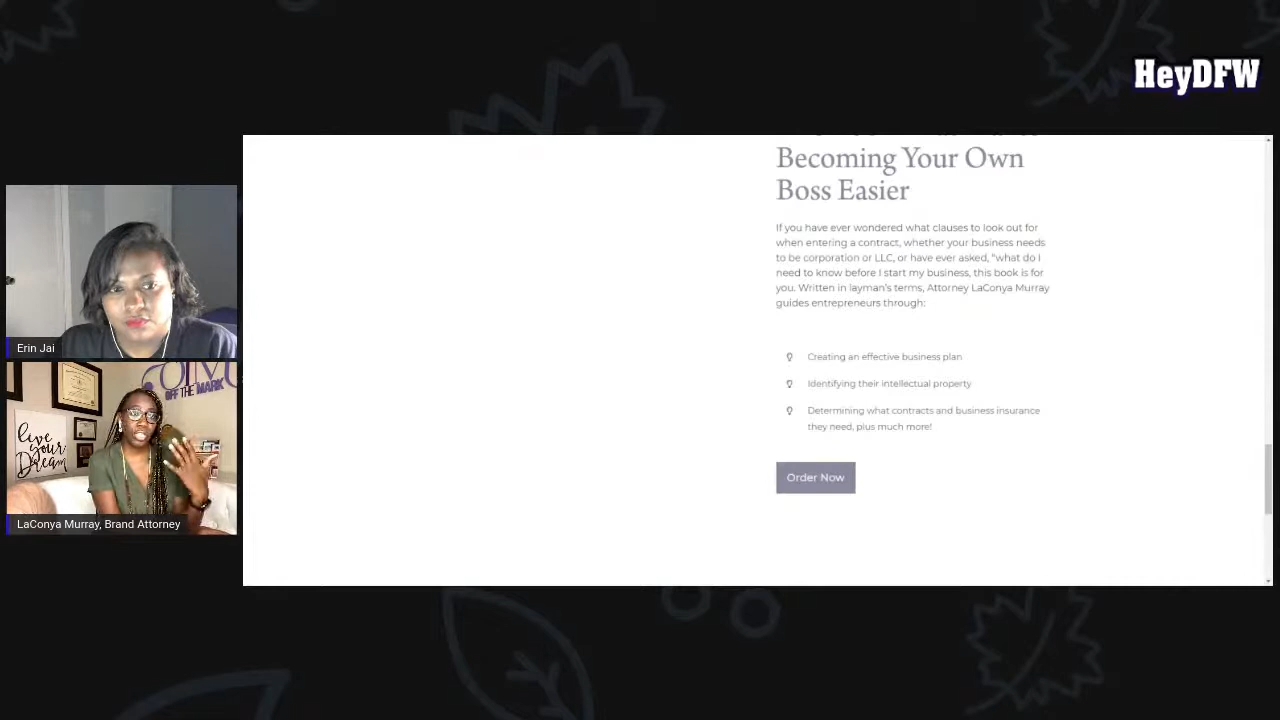 HeyDFW
Becoming Your Own
Boss Easier
If you have ever wondered what clauses to look out for
when entering a contract, whether your business needs
to be corporation or LLC, or have ever asked, "what do I
need to know before I start my business, this book is for
you. Written in layman's terms, Attorney LaConya Murray
guides entrepreneurs through:
Creating an effective business plan
Identifying their intellectual property
Determining what contracts and business insurance
they need, plus much more!
Order Now
Erin Jai
OFF THE MARK
live
your
Dream
LaConya Murray, Brand Attorney